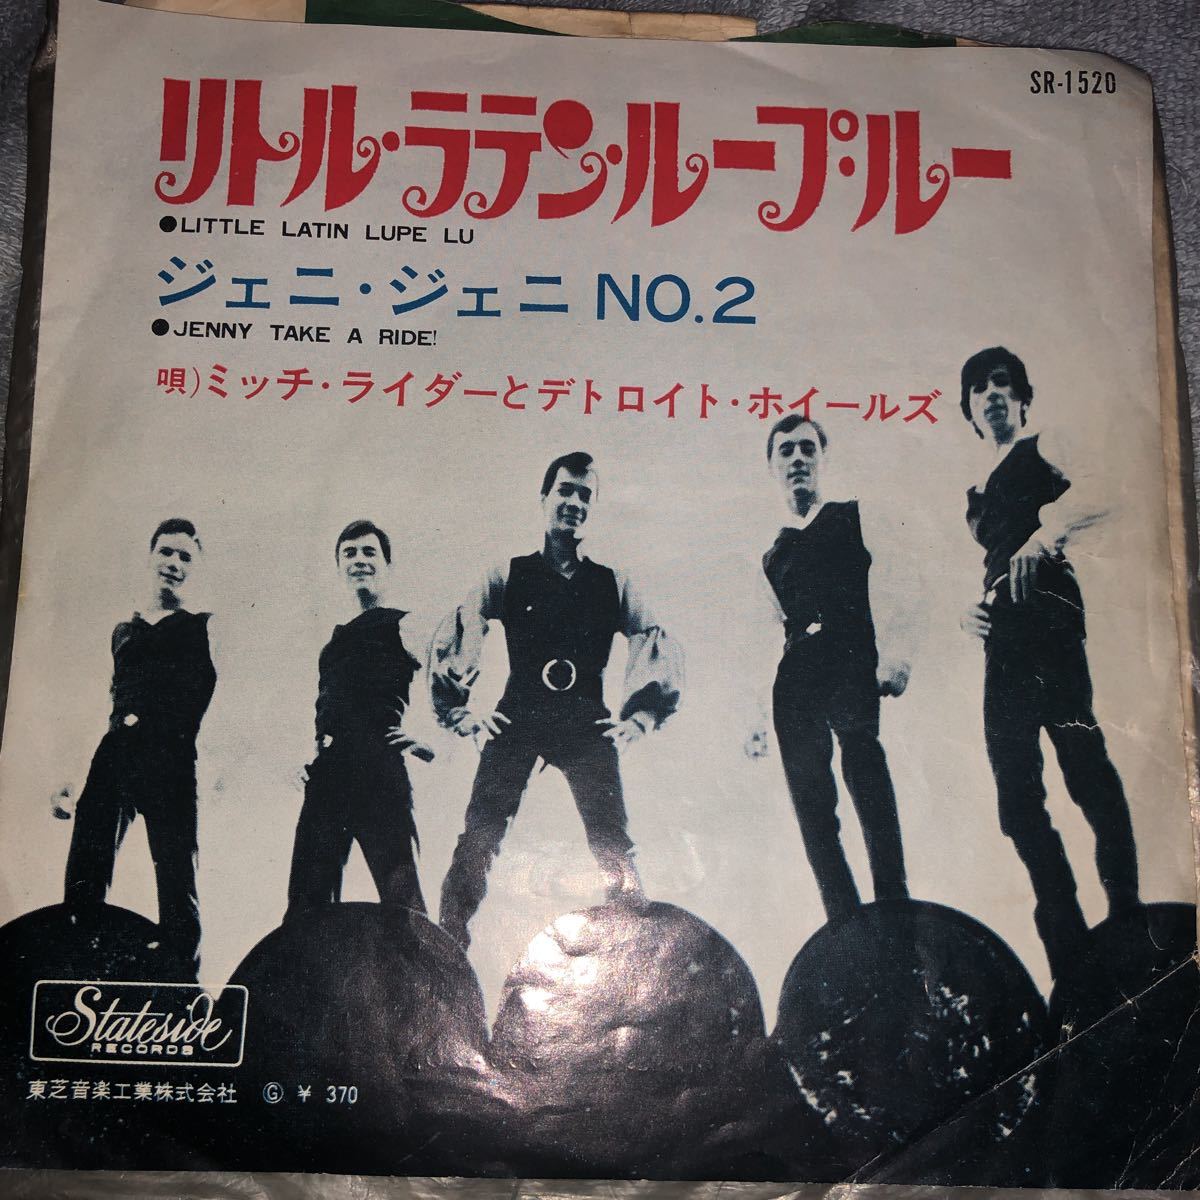 SR-1520
リトル・ラテン・ループ・ルー
●LITTLE LATIN LUPE LU
ジェニ・ジェニ NO.2
●JENNY TAKE A RIDE!
唄)ミッチ・ライダーとデトロイト・ホイールズ
Stateside
RECORDS
東芝音楽工業株式会社 Ⓖ ¥ 370